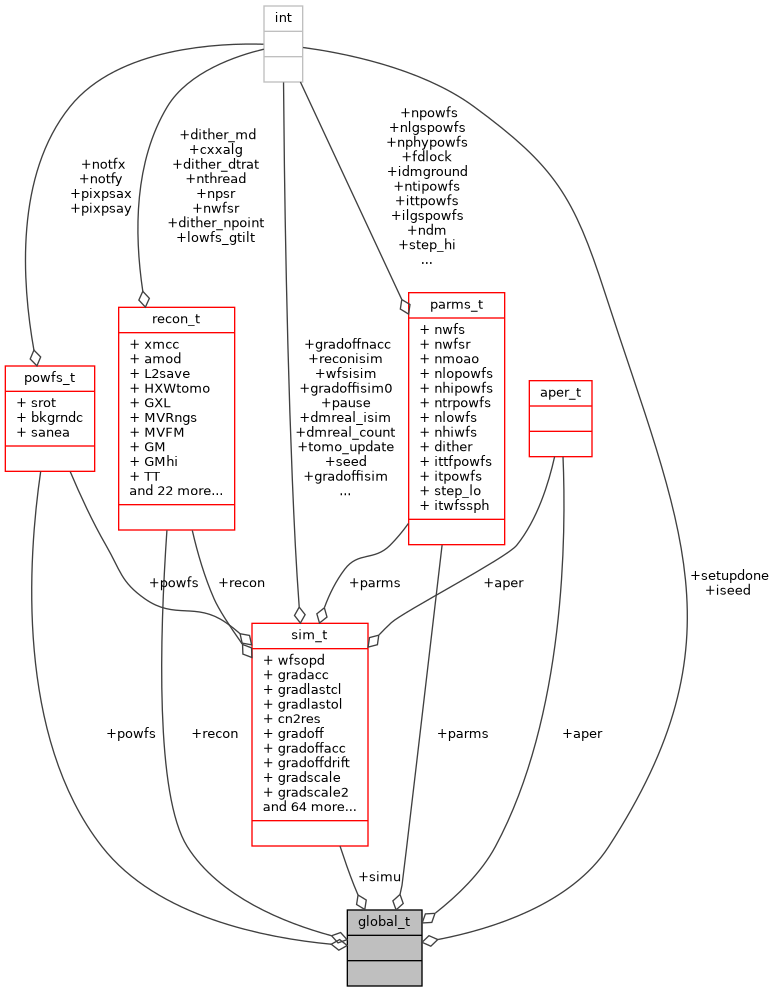 int
+npowfs
+nlgspowfs
+nphypowfs
+fdlock
+idmground
+ntipowfs
+ittpowfs
+ilgspowfs
+ndm
+step_hi
...
+dither_md
+cxxalg
+dither_dtrat
+nthread
+npsr
+nwfsr
+dither_npoint
+lowfs_gtilt
+notfx
+notfy
+pixpsax
+pixpsay
parms_t
+ nwfs
+ nwfsr
+ nmoao
+ nlopowfs
+ nhipowfs
+ ntrpowfs
+ nlowfs
+ nhiwfs
+ dither
+ ittfpowfs
+ itpowfs
+ step_lo
+ itwfssph
recon_t
+ xmcc
+ amod
+ L2save
+ HXWtomo
+ GXL
+ MVRngs
+ MVFM
+ GM
+ GMhi
+ TT
and 22 more...
+gradoffnacc
+reconisim
+wfsisim
+gradoffisim0
+pause
+dmreal_isim
+dmreal_count
+tomo_update
+seed
+gradoffisim
...
powfs_t
+ srot
+ bkgrndc
+ sanea
aper_t
+powfs
+recon
+parms
+aper
+setupdone
+iseed
sim_t
+ wfsopd
+ gradacc
+ gradlastcl
+ gradlastol
+ cn2res
+ gradoff
+ gradoffacc
+ gradoffdrift
+ gradscale
+ gradscale2
and 64 more...
+powfs
+recon
+parms
+aper
+simu
global_t